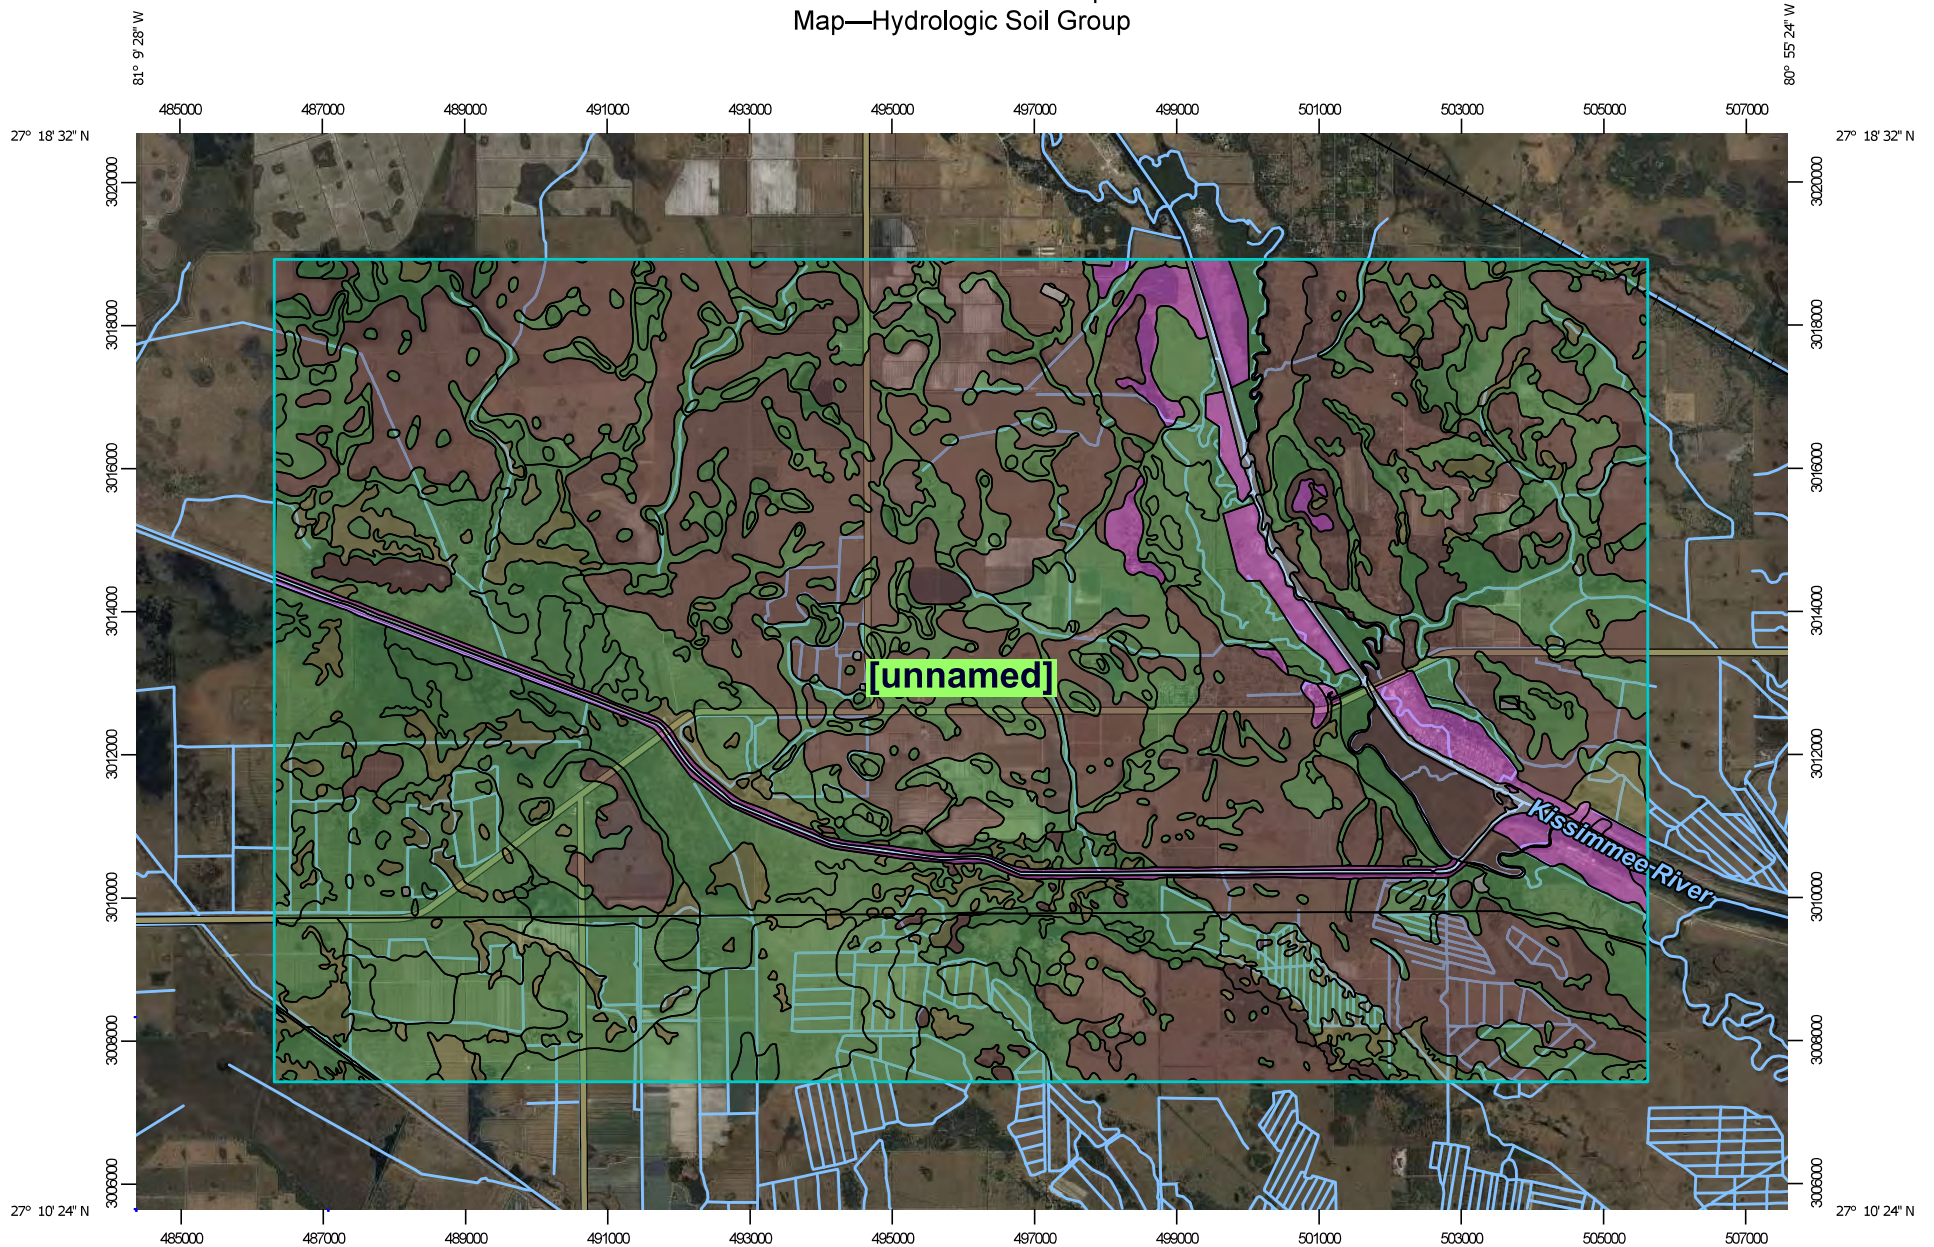 Map—Hydrologic Soil Group
81° 9' 28" W
80° 55' 24" W
485000 487000 489000 491000 493000 495000 497000 499000 501000 503000 505000 507000
27° 18' 32" N
27° 18' 32" N
3020000
3020000
3018000
3018000
3016000
3016000
3014000
3014000
[unnamed]
3012000
3012000
Kissimmee River
3010000
3010000
3008000
3008000
3006000
3006000
27° 10' 24" N
27° 10' 24" N
485000 487000 489000 491000 493000 495000 497000 499000 501000 503000 505000 507000